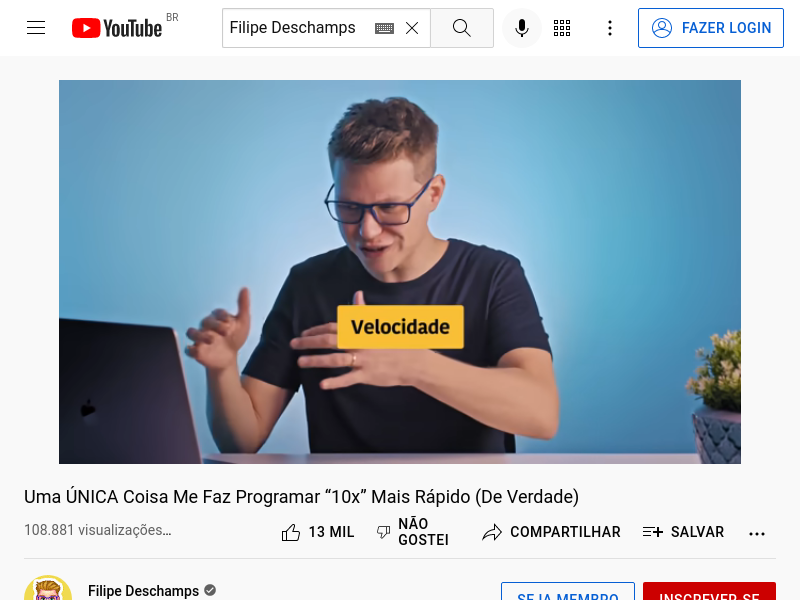 YouTube BR
Filipe Deschamps
FAZER LOGIN
Velocidade
Uma ÚNICA Coisa Me Faz Programar “10x” Mais Rápido (De Verdade)
108.881 visualizações...
13 MIL
NÃO
GOSTEI
COMPARTILHAR
SALVAR
Filipe Deschamps
SEJA MEMBRO
INSCREVER-SE